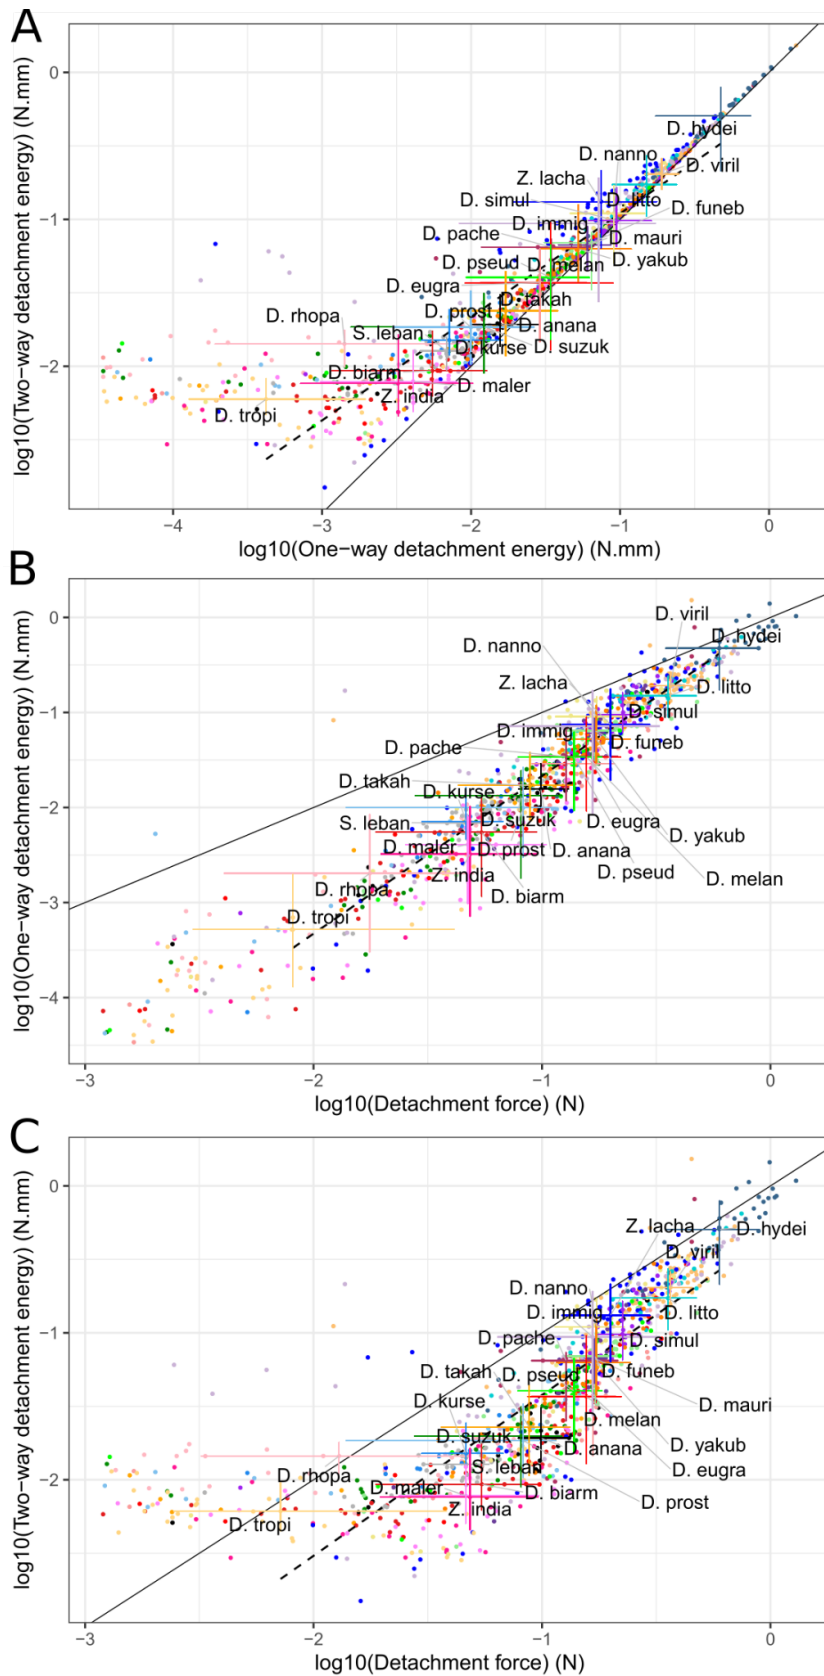 A
0
D. hydei
D. nanno
D. viril
Z. lacha
D. simul
D. litto
D. funeb
−1
D. immig
D. pache
D. mauri
D. yakub
D. pseud
D. melan
D. eugra
D. takah
D. prost
D. rhopa
D. anana
S. leban
D. kurse
D. suzuk
−2
D. biarm
D. maler
Z. india
D. tropi
log10(Two−way detachment energy) (N.mm)
−4
−3
−2
−1
0
log10(One−way detachment energy) (N.mm)
B
0
D. viril
D. hydei
D. nanno
Z. lacha
D. litto
−1
D. simul
D. immig
D. funeb
D. pache
D. takah
D. kurse
−2
S. leban
D. suzuk
D. eugra
D. yakub
D. maler
D. prost
D. anana
D. pseud
D. melan
Z. india
D. rhopa
D. biarm
−3
D. tropi
−4
log10(One−way detachment energy) (N.mm)
−3
−2
−1
0
log10(Detachment force) (N)
C
0
Z. lacha
D. hydei
D. viril
D. nanno
D. immig
D. litto
−1
D. pache
D. simul
D. takah
D. pseud
D. funeb
D. kurse
D. mauri
D. melan
D. suzuk
D. anana
D. yakub
S. leban
D. eugra
D. rhopa
−2
D. maler
D. biarm
D. prost
Z. india
D. tropi
log10(Two−way detachment energy) (N.mm)
−3
−2
−1
0
log10(Detachment force) (N)